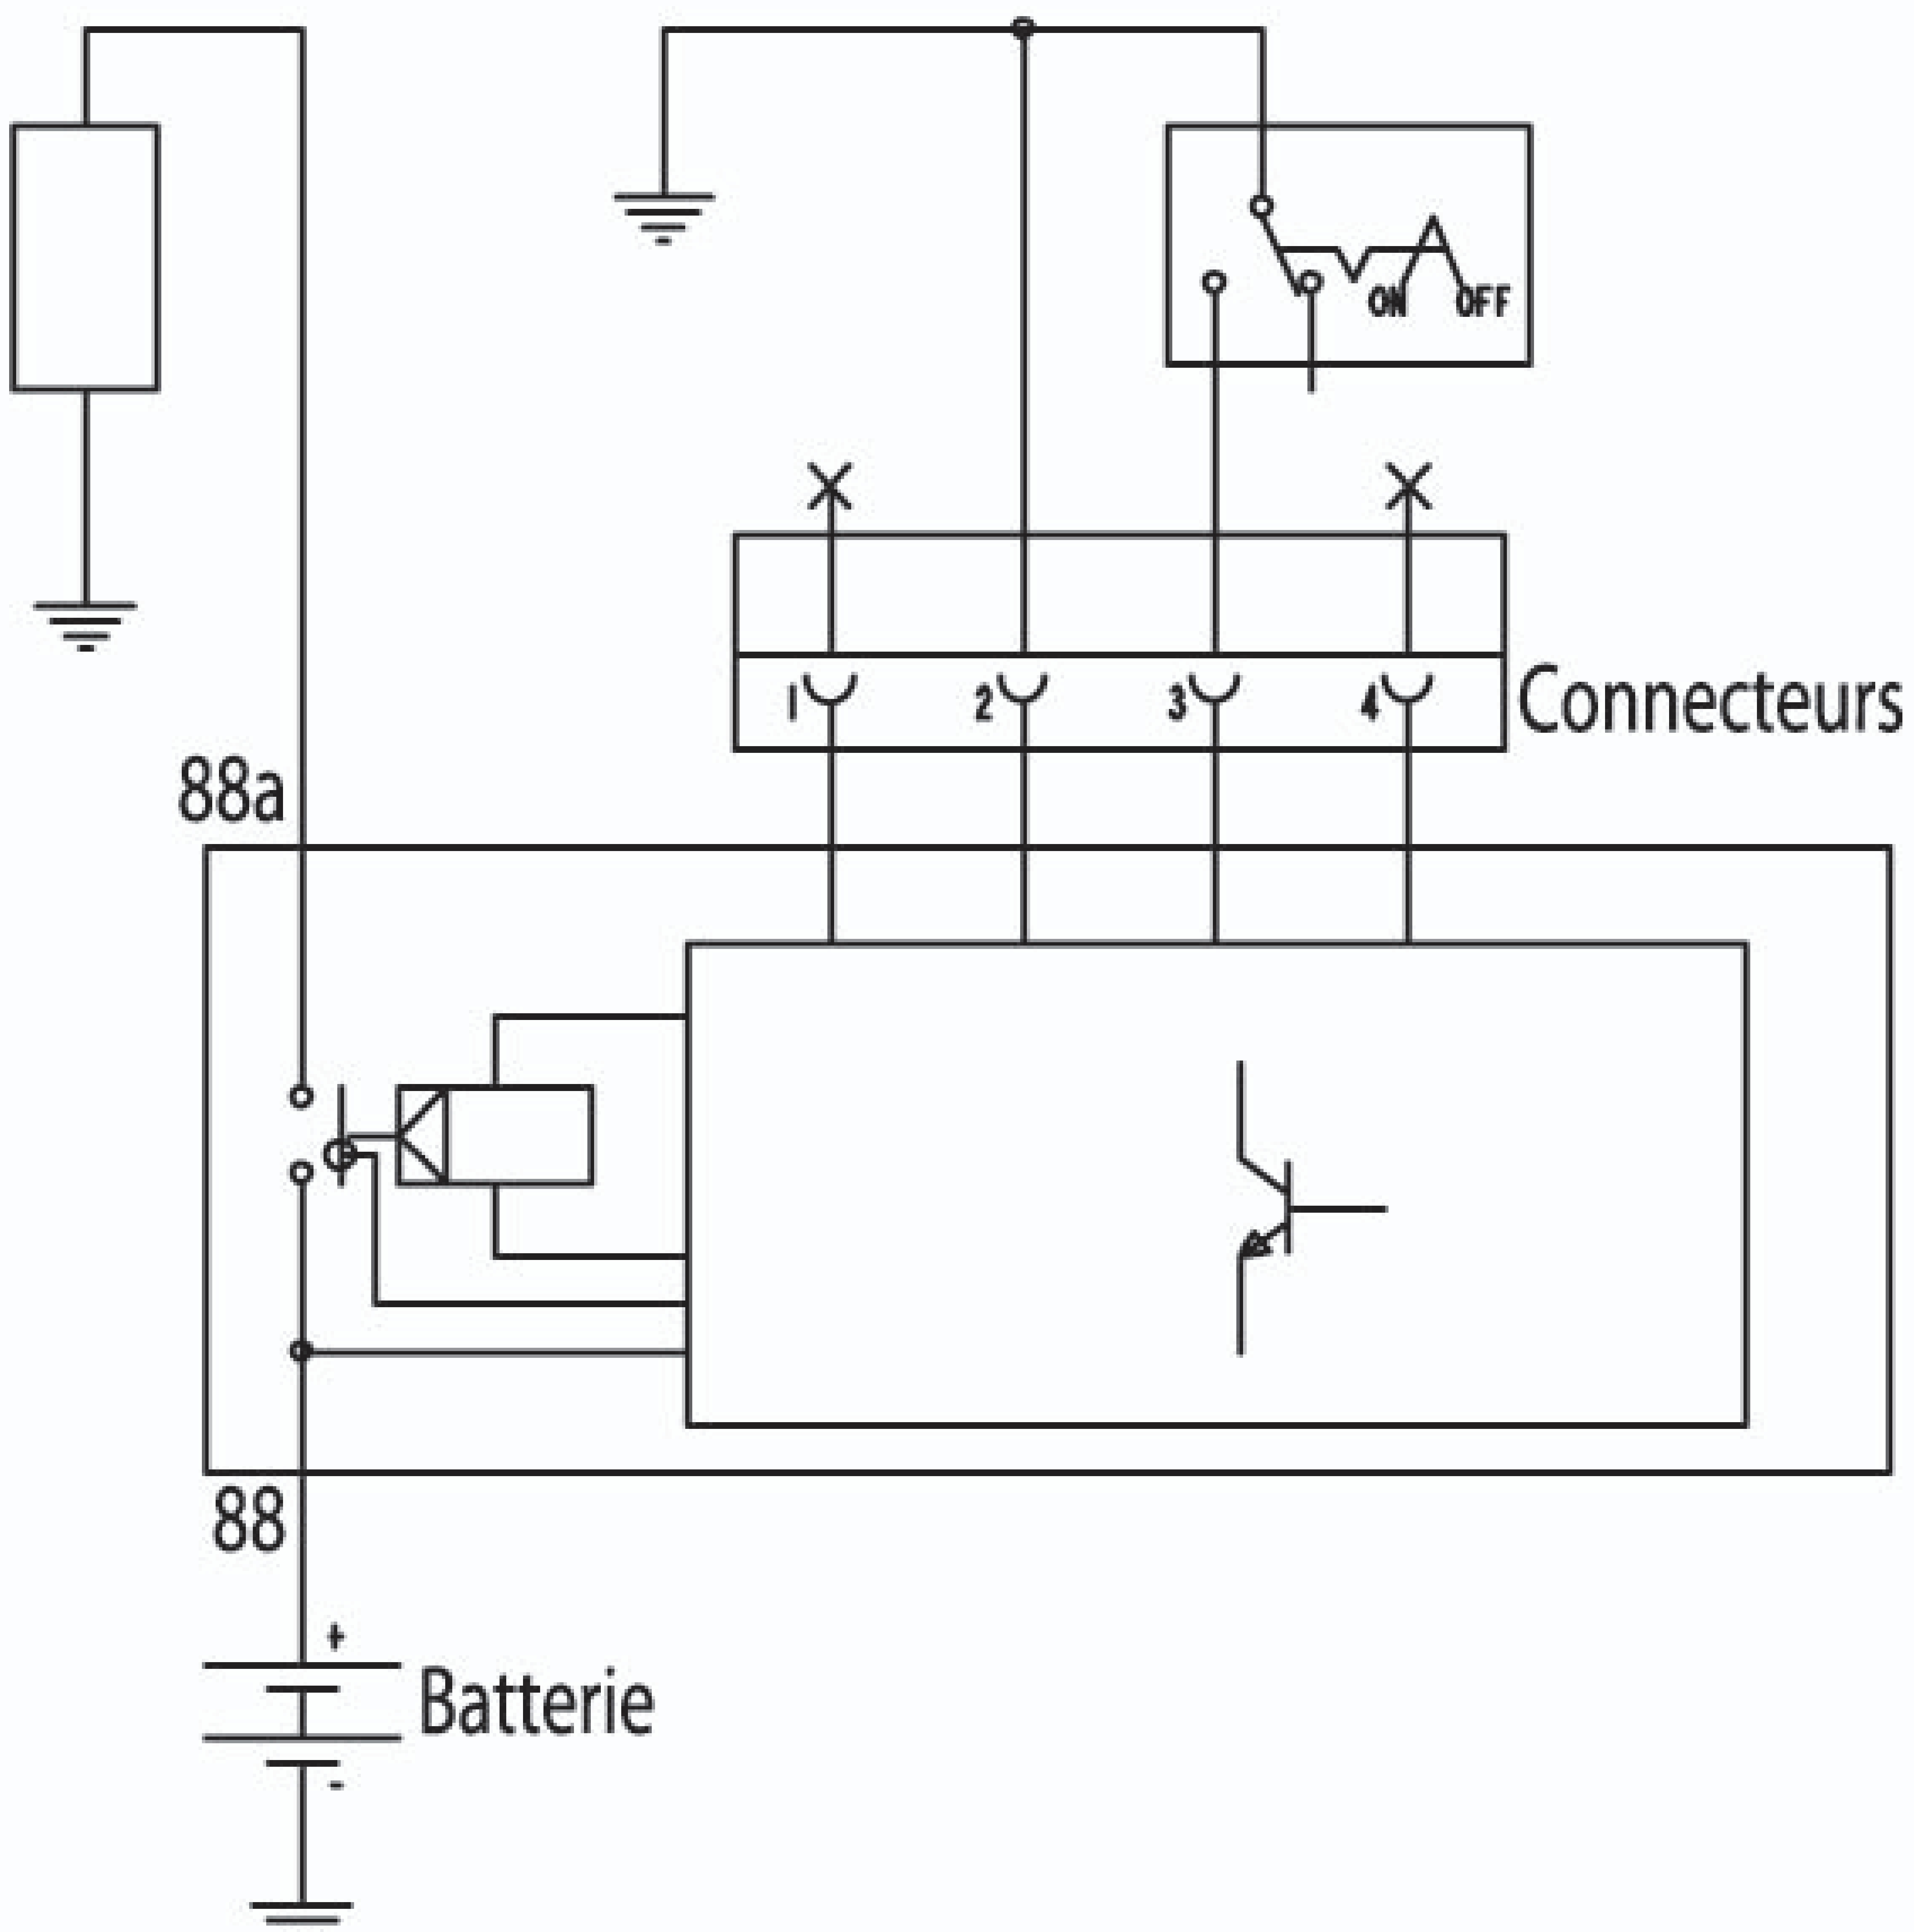 ON OFF
1 2 3 4 Connecteurs
88a
88
+
Batterie
-